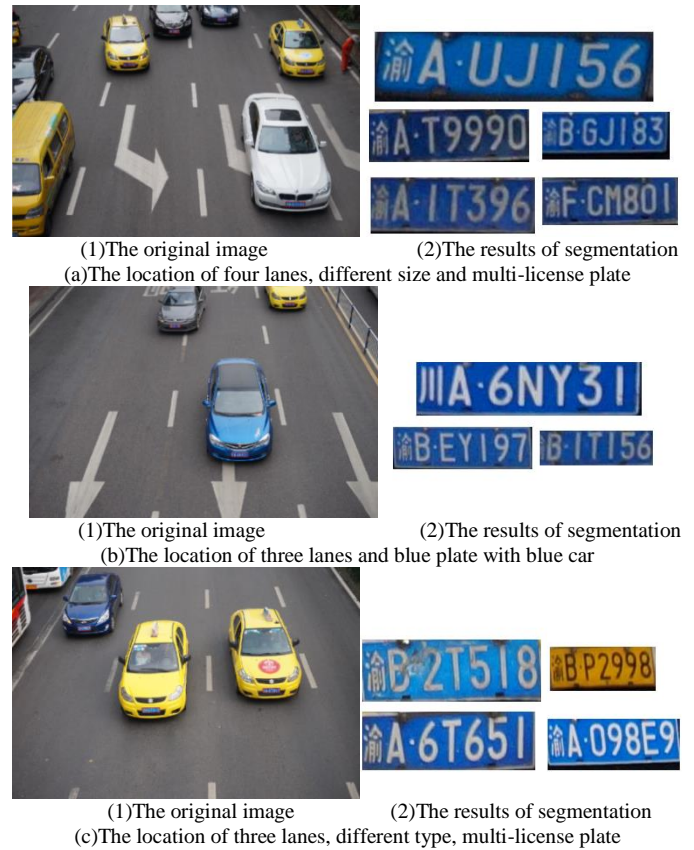 渝A·UJ156
渝A·T9990
渝B·GJ183
渝A·1T396
渝F·CM801
(1)The original image
(2)The results of segmentation
(a)The location of four lanes, different size and multi-license plate
川A·6NY31
渝B·EY197
渝B·1T156
(1)The original image
(2)The results of segmentation
(b)The location of three lanes and blue plate with blue car
渝B·2T518
渝B·P2998
渝A·6T651
渝A·098E9
(1)The original image
(2)The results of segmentation
(c)The location of three lanes, different type, multi-license plate